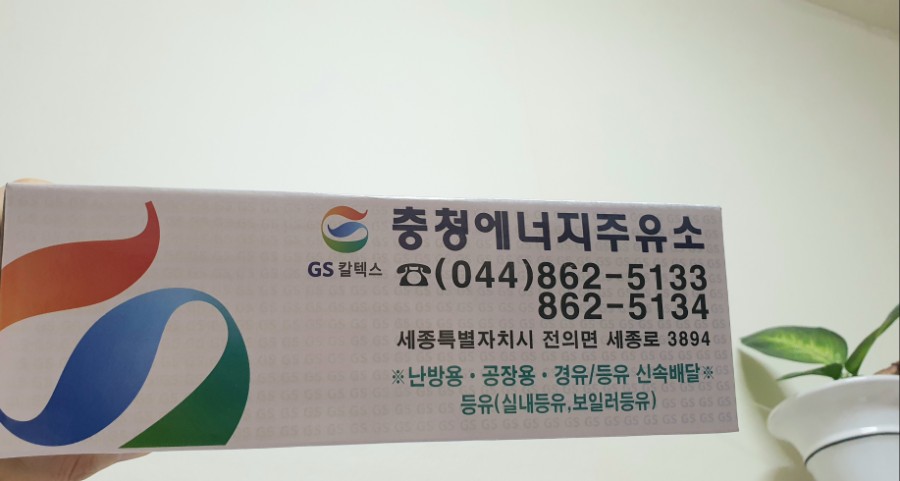 충청에너지주유소
GS 칼텍스
☎(044)862-5133
862-5134
세종특별자치시 전의면 세종로 3894
※난방용·공장용·경유/등유 신속배달※
등유(실내등유,보일러등유)